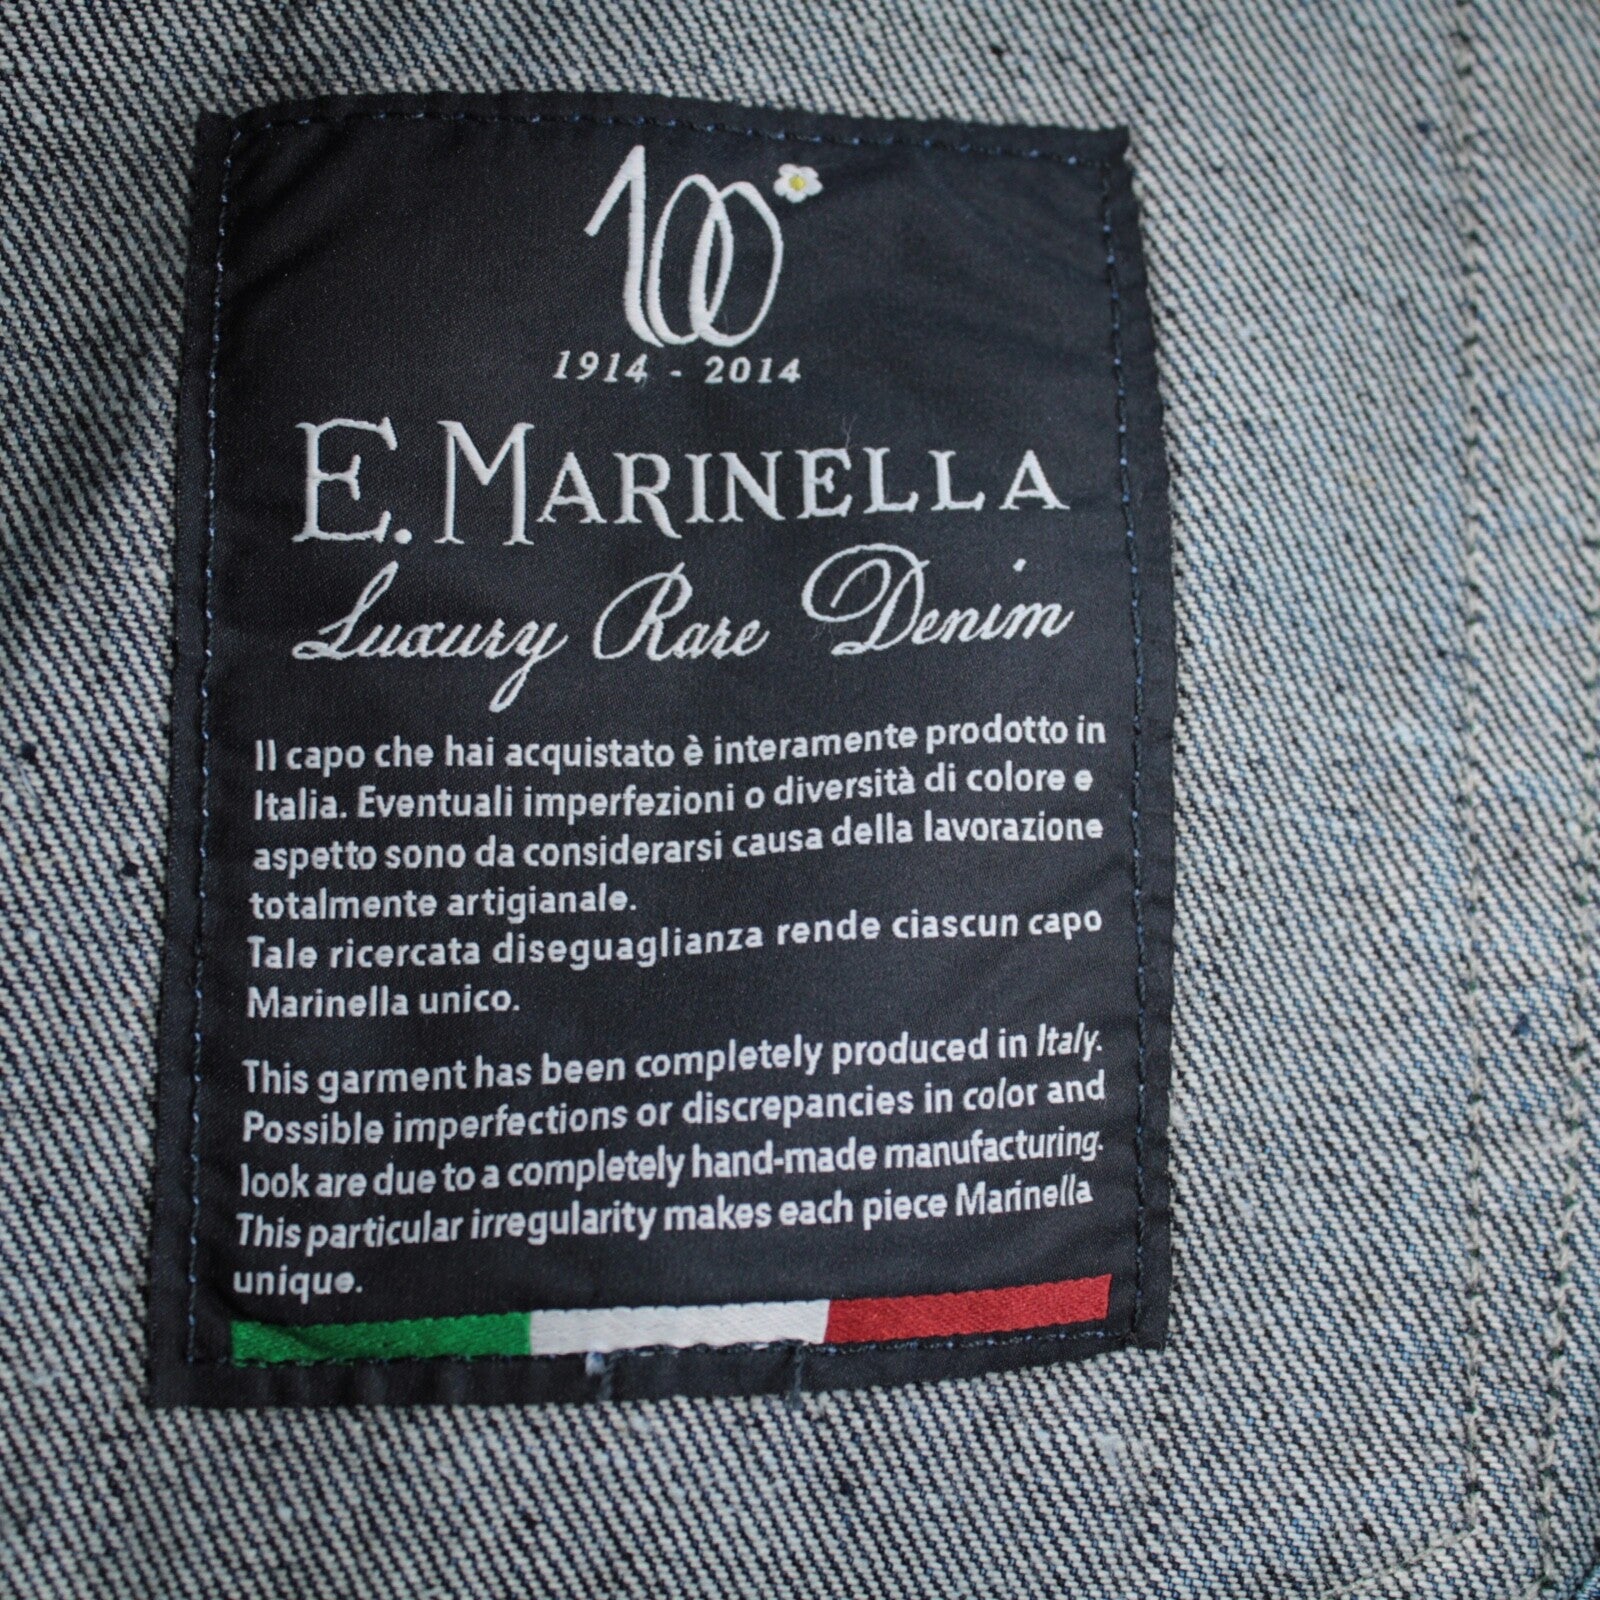 100
1914 - 2014
E. MARINELLA
Luxury Rare Denim
Il capo che hai acquistato è interamente prodotto in
Italia. Eventuali imperfezioni o diversità di colore e
aspetto sono da considerarsi causa della lavorazione
totalmente artigianale.
Tale ricercata diseguaglianza rende ciascun capo
Marinella unico.
This garment has been completely produced in Italy.
Possible imperfections or discrepancies in color and
look are due to a completely hand-made manufacturing.
This particular irregularity makes each piece Marinella
unique.